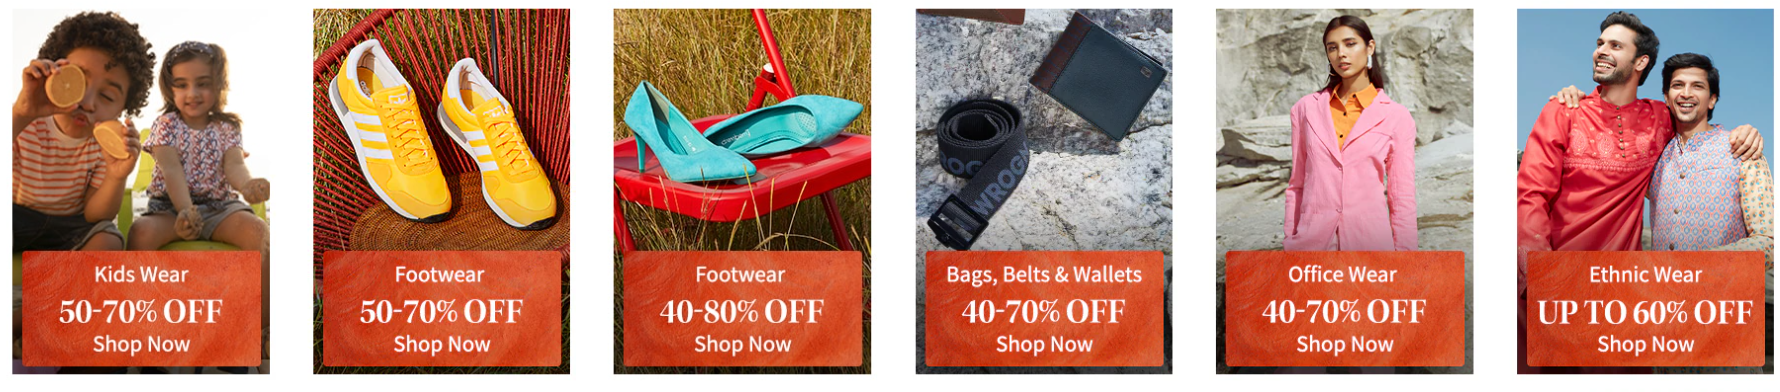 Kids Wear
50-70% OFF
Shop Now
Footwear
50-70% OFF
Shop Now
Footwear
40-80% OFF
Shop Now
WROGN
Bags, Belts & Wallets
40-70% OFF
Shop Now
Office Wear
40-70% OFF
Shop Now
Ethnic Wear
UP TO 60% OFF
Shop Now